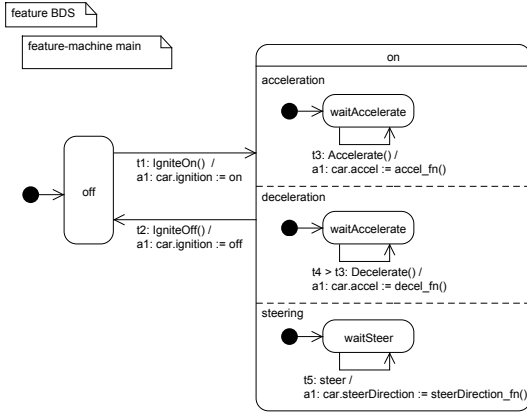 feature BDS
feature-machine main
on
acceleration
waitAccelerate
t3: Accelerate() /
a1: car.accel := accel_fn()
off
t1: IgniteOn()  /
a1: car.ignition := on
t2: IgniteOff() /
a1: car.ignition := off
deceleration
waitAccelerate
t4 > t3: Decelerate() /
a1: car.accel := decel_fn()
steering
waitSteer
t5: steer /
a1: car.steerDirection := steerDirection_fn()